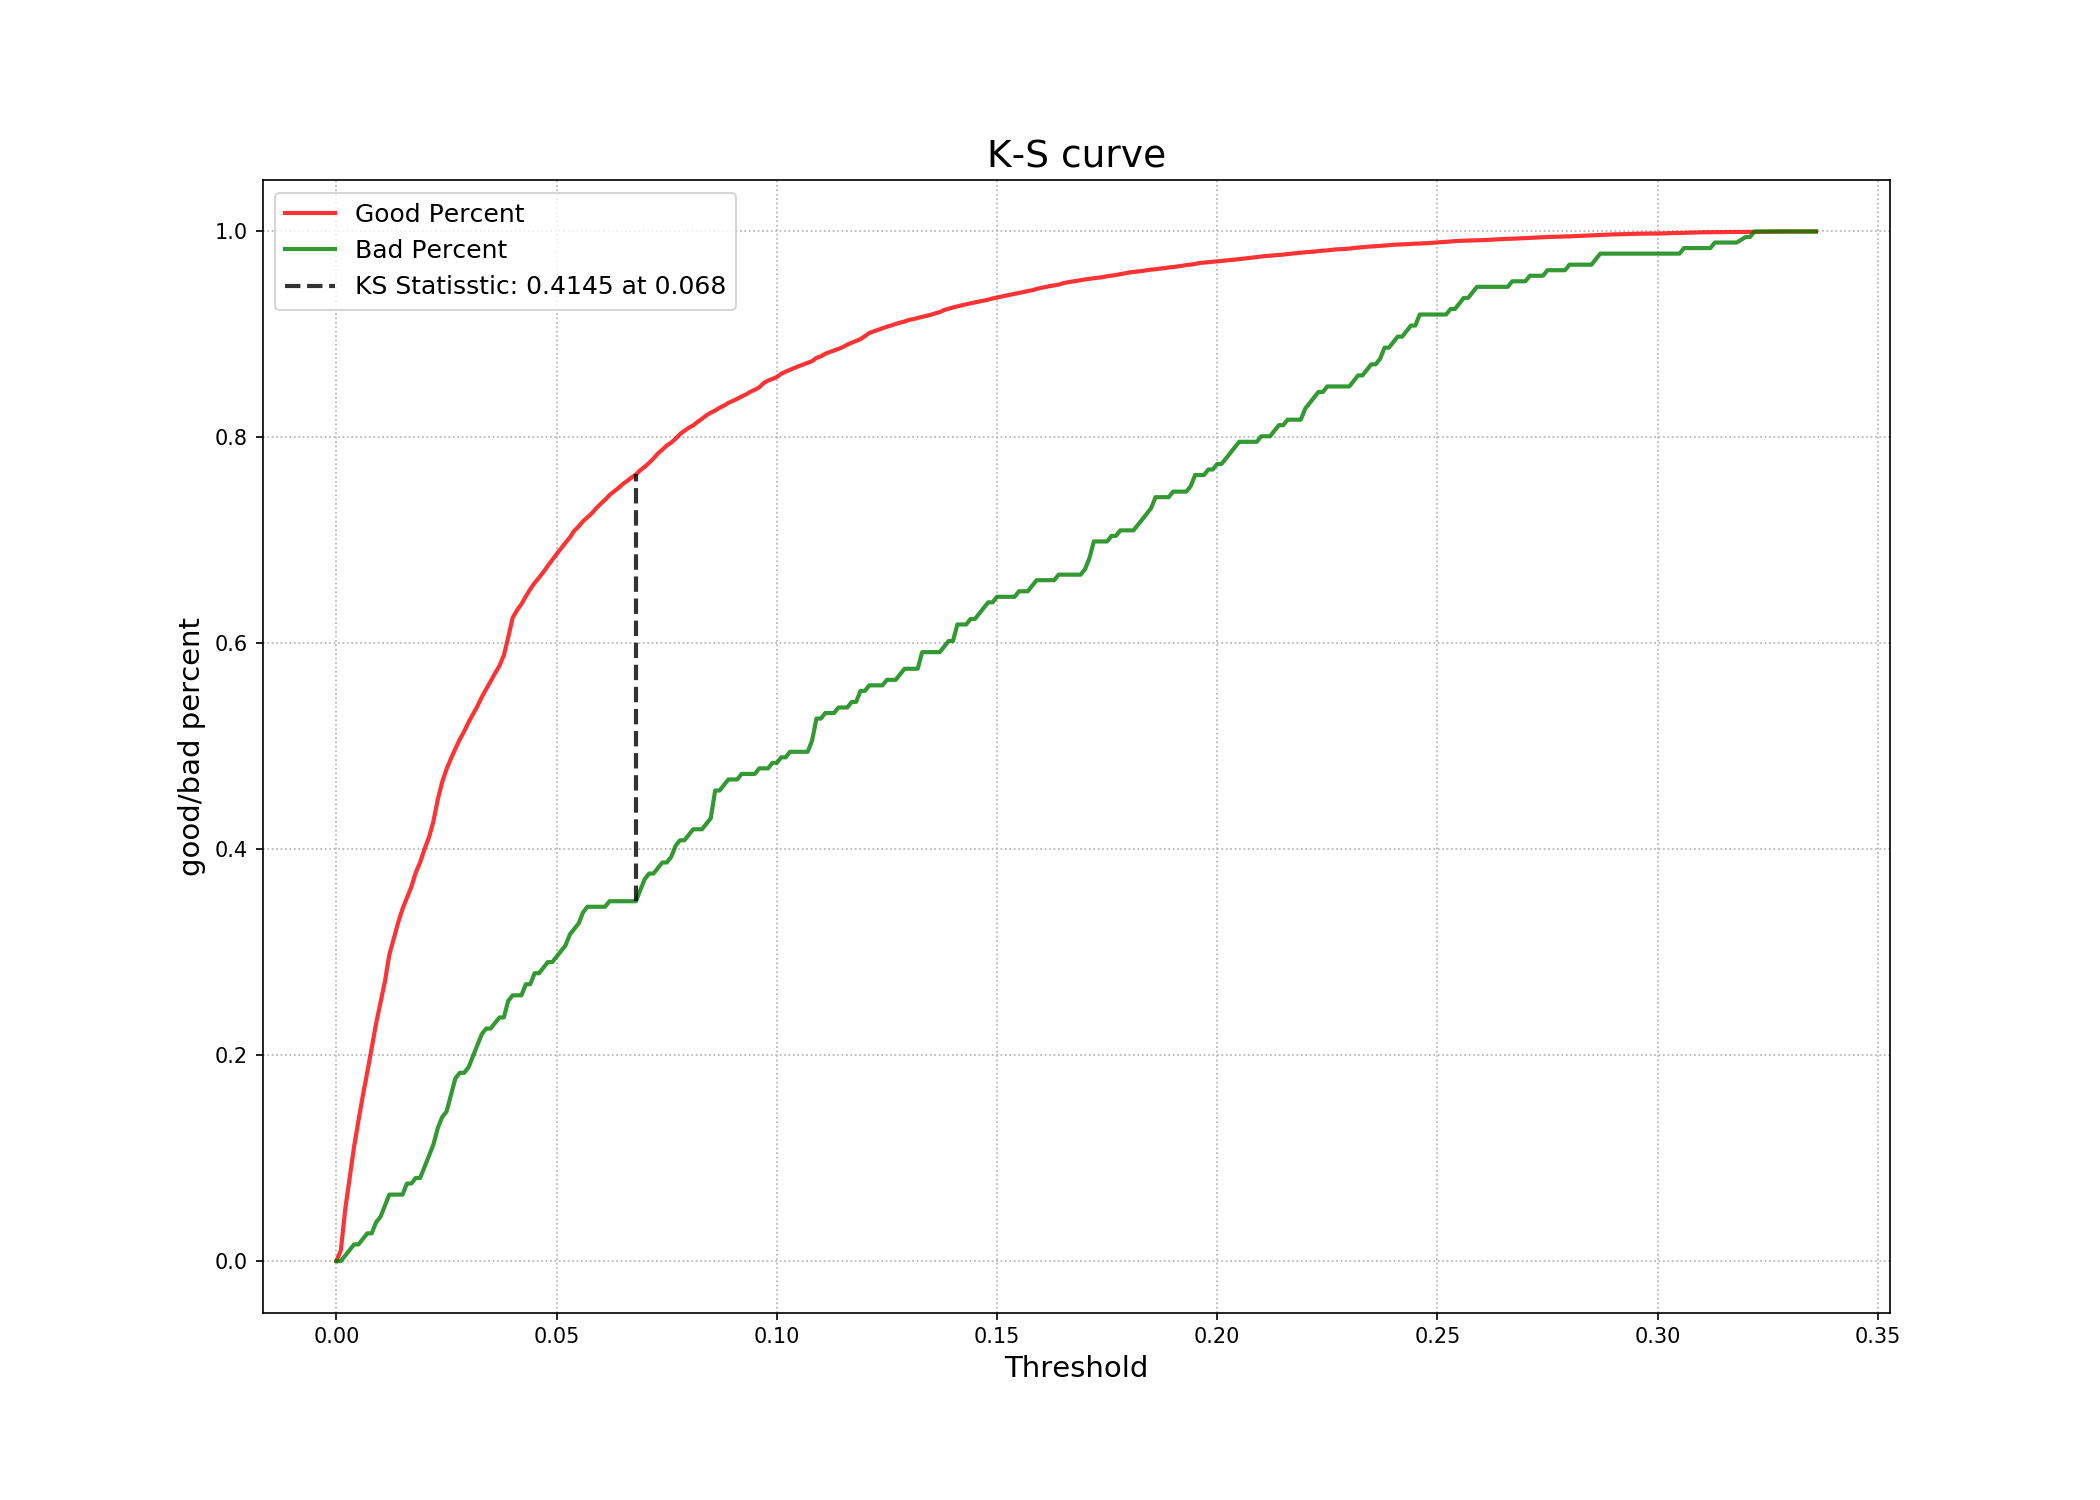 K-S curve
Good Percent
Bad Percent
KS Statisstic: 0.4145 at 0.068
1.0
0.8
0.6
0.4
0.2
0.0
good/bad percent
0.00 0.05 0.10 0.15 0.20 0.25 0.30 0.35
Threshold